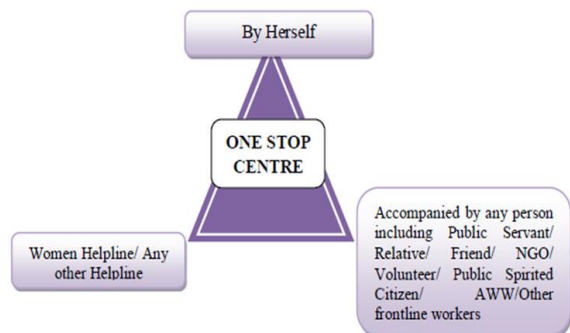 By Herself
ONE STOP
CENTRE
Women Helpline/ Any
other Helpline
Accompanied by any person
including Public Servant/
Relative/ Friend/ NGO/
Volunteer/ Public Spirited
Citizen/ AWW/Other
frontline workers